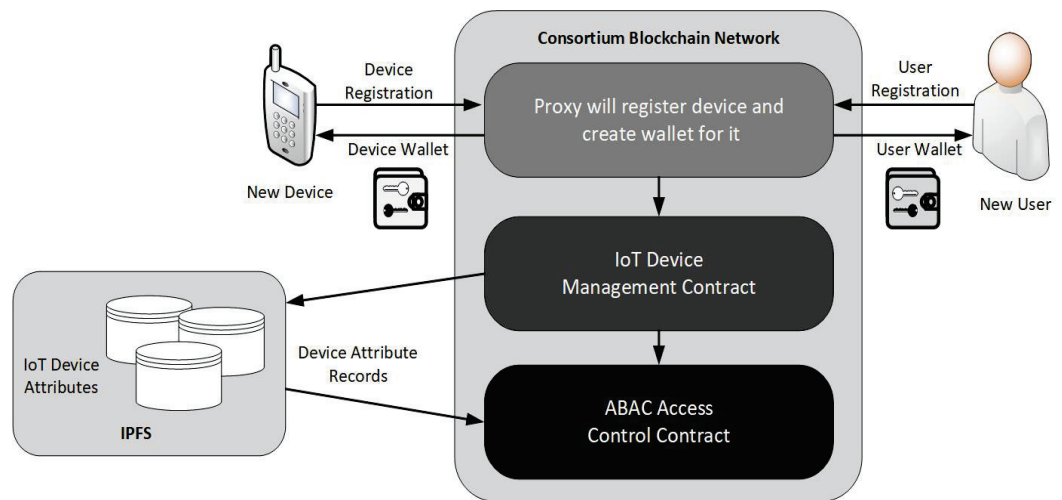 Consortium Blockchain Network
Device
Registration
Proxy will register device and
create wallet for it
User
Registration
Device Wallet
User Wallet
New Device
New User
IoT Device
Management Contract
IoT Device
Attributes
Device Attribute
Records
IPFS
ABAC Access
Control Contract